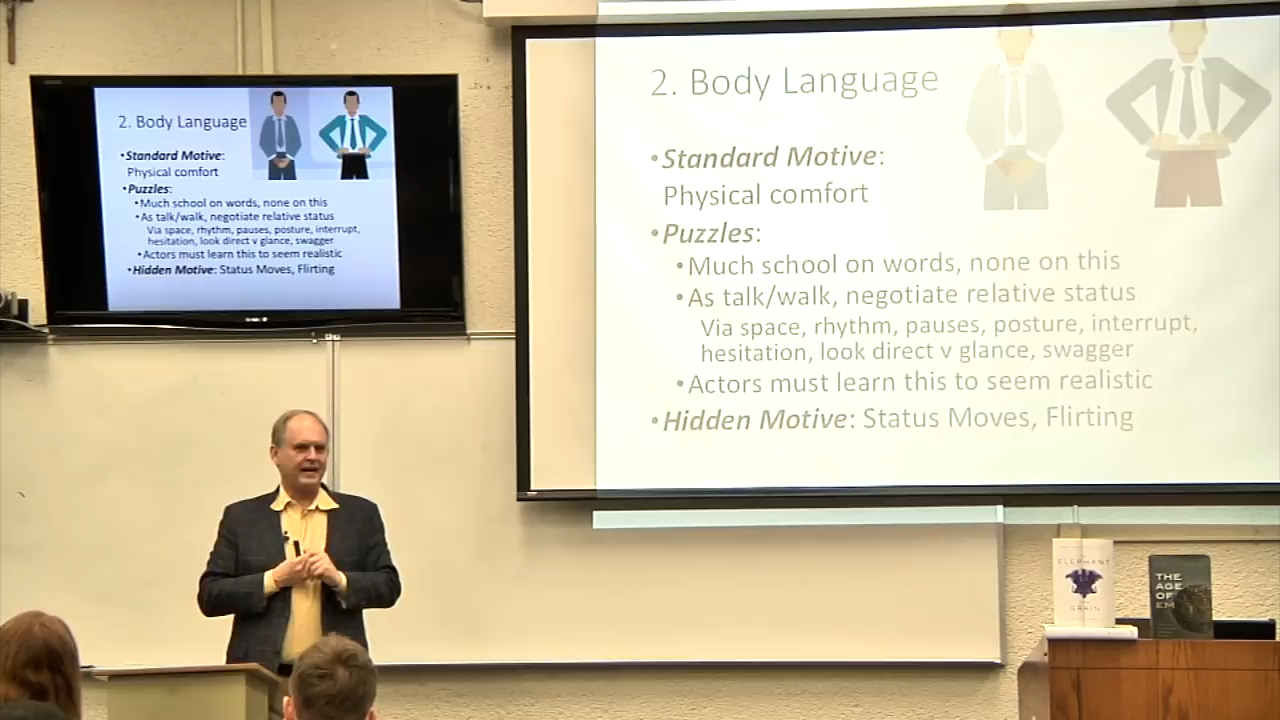 2. Body Language
•Standard Motive:
Physical comfort
•Puzzles:
•Much school on words, none on this
•As talk/walk, negotiate relative status
Via space, rhythm, pauses, posture, interrupt,
hesitation, look direct v glance, swagger
•Actors must learn this to seem realistic
•Hidden Motive: Status Moves, Flirting
2. Body Language
•Standard Motive:
Physical comfort
•Puzzles:
•Much school on words, none on this
•As talk/walk, negotiate relative status
Via space, rhythm, pauses, posture, interrupt,
hesitation, look direct v glance, swagger
•Actors must learn this to seem realistic
•Hidden Motive: Status Moves, Flirting
ELEPHANT
BRAIN
THE
AGE
OF
EM